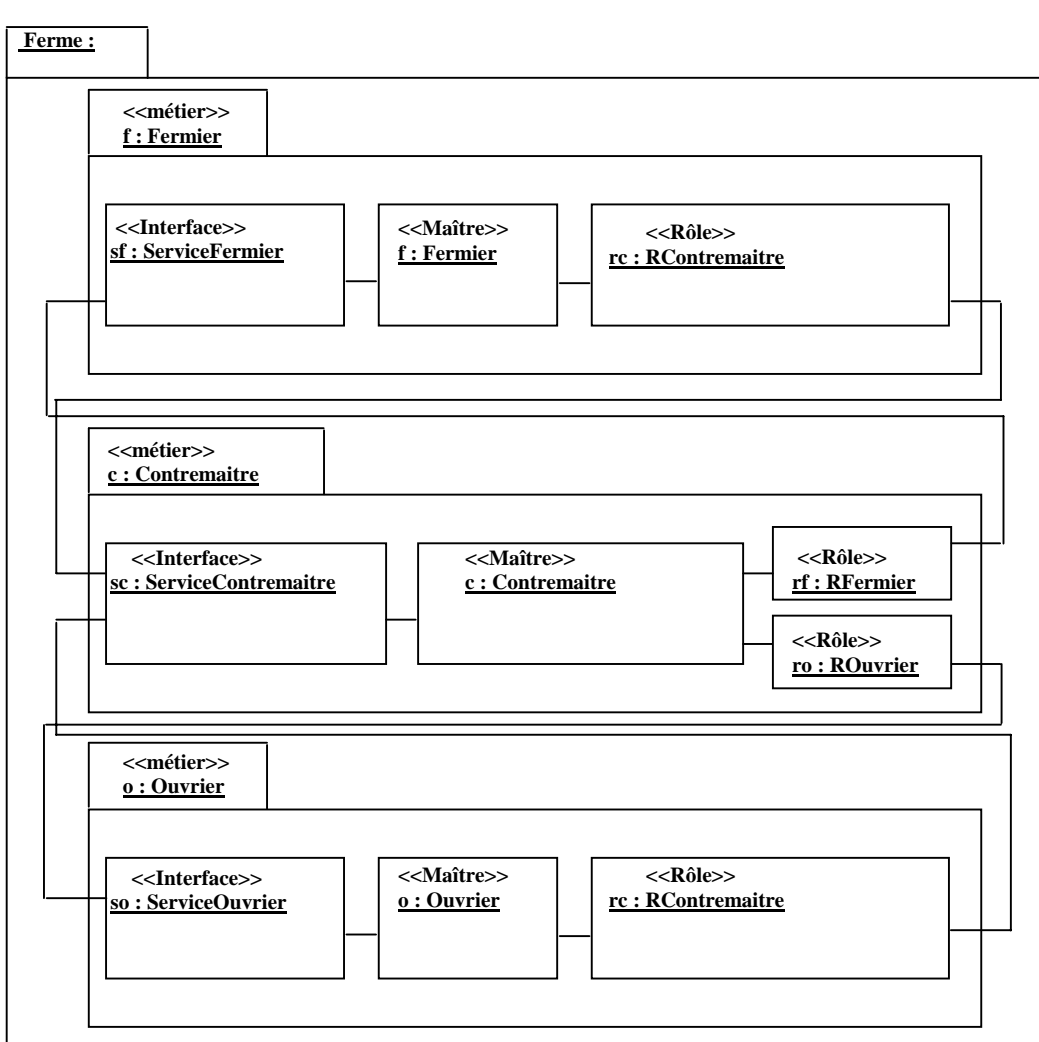 Ferme :
<<métier>>
f : Fermier
<<Interface>>
sf : ServiceFermier
<<Maître>>
f : Fermier
<<Rôle>>
rc : RContremaitre
<<métier>>
c : Contremaitre
<<Interface>>
sc : ServiceContremaitre
<<Maître>>
c : Contremaitre
<<Rôle>>
rf : RFermier
<<Rôle>>
ro : ROuvrier
<<métier>>
o : Ouvrier
<<Interface>>
so : ServiceOuvrier
<<Maître>>
o : Ouvrier
<<Rôle>>
rc : RContremaitre